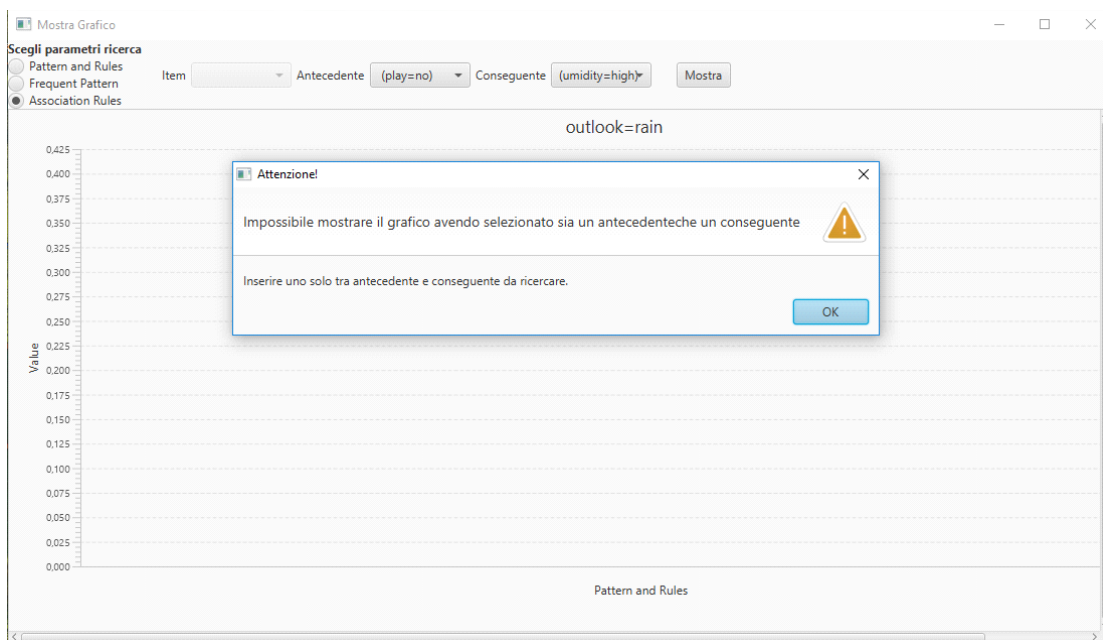 Mostra Grafico
Scegli parametri ricerca
Pattern and Rules
Frequent Pattern
Association Rules
Item
Antecedente (play=no) Conseguente (umidity=high) Mostra
outlook=rain
Attenzione!
Impossibile mostrare il grafico avendo selezionato sia un antecedenteche un conseguente
Inserire uno solo tra antecedente e conseguente da ricercare.
OK
Value
0,425
0,400
0,375
0,350
0,325
0,300
0,275
0,250
0,225
0,200
0,175
0,150
0,125
0,100
0,075
0,050
0,025
0,000
Pattern and Rules